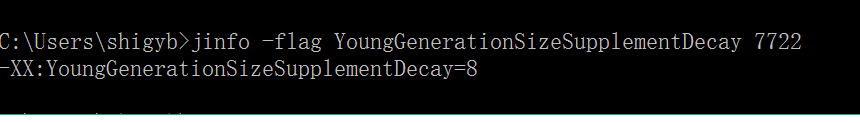 C:\Users\shigyb>jinfo -flag YoungGenerationSizeSupplementDecay 7722
-XX:YoungGenerationSizeSupplementDecay=8